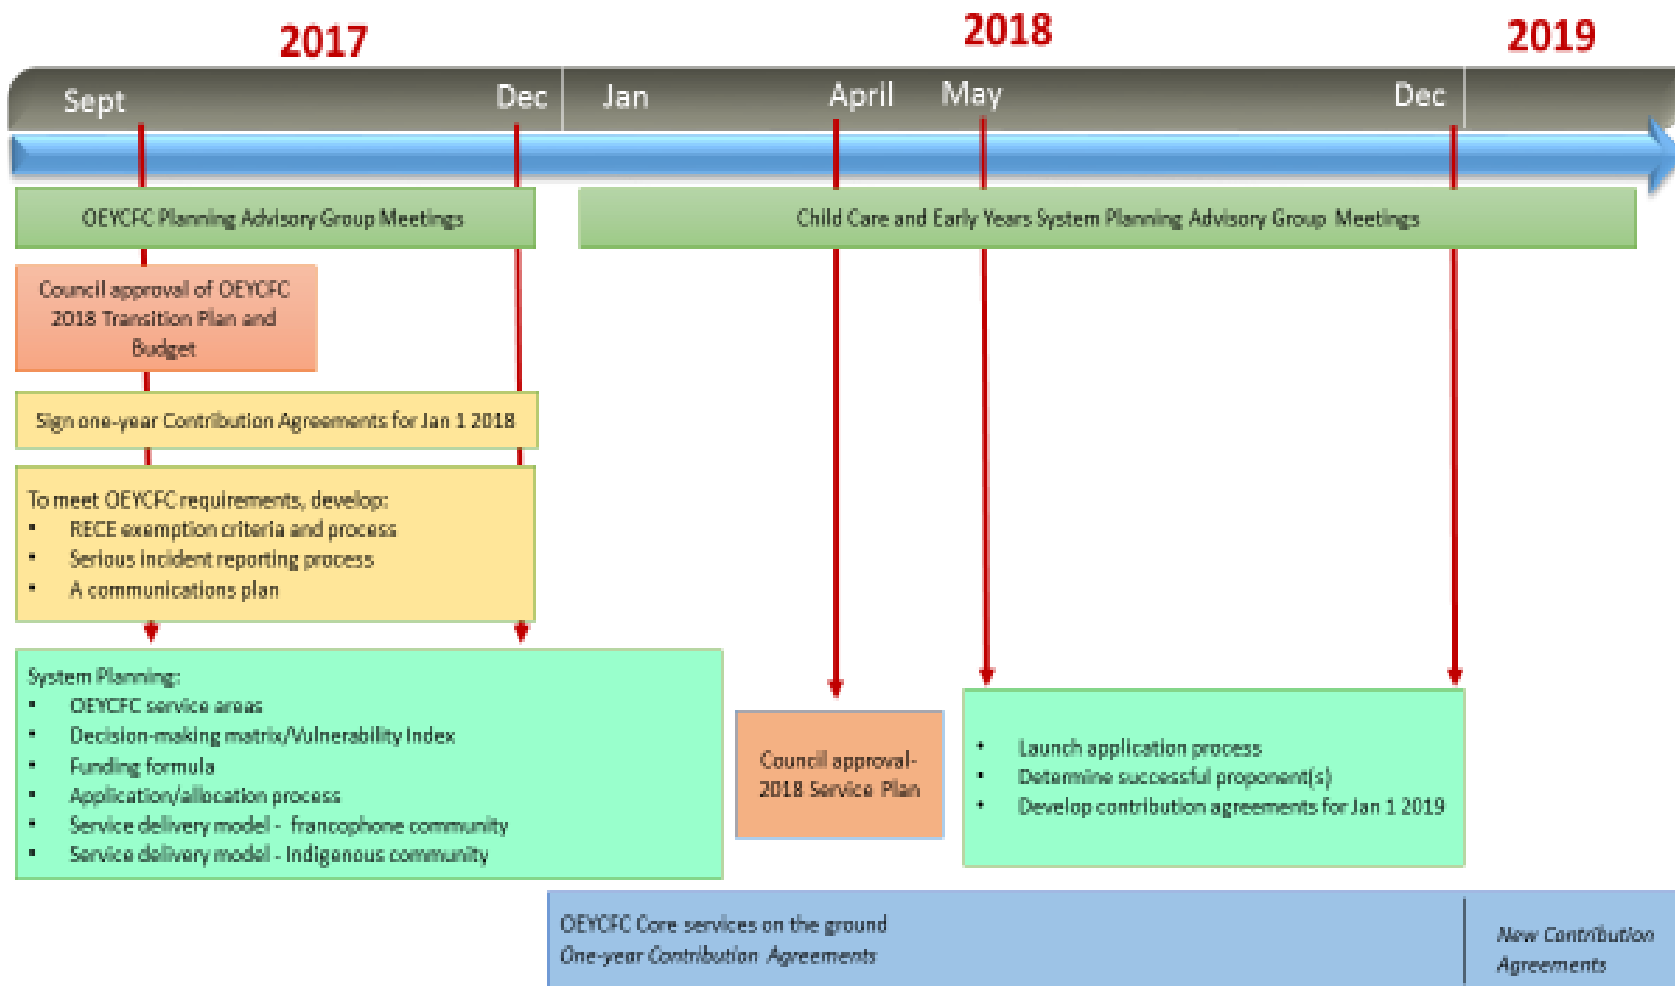 2017
2018
2019
Sept
Dec
Jan
April
May
Dec
OEYCFC Planning Advisory Group Meetings
Child Care and Early Years System Planning Advisory Group Meetings
Council approval of OEYCFC
2018 Transition Plan and
Budget
Sign one-year Contribution Agreements for Jan 1 2018
To meet OEYCFC requirements, develop:
• RECE exemption criteria and process
• Serious incident reporting process
• A communications plan
System Planning:
• OEYCFC service areas
• Decision-making matrix/Vulnerability Index
• Funding formula
• Application/allocation process
• Service delivery model - francophone community
• Service delivery model - Indigenous community
Council approval-
2018 Service Plan
• Launch application process
• Determine successful proponent(s)
• Develop contribution agreements for Jan 1 2019
OEYCFC Core services on the ground
One-year Contribution Agreements
New Contribution
Agreements